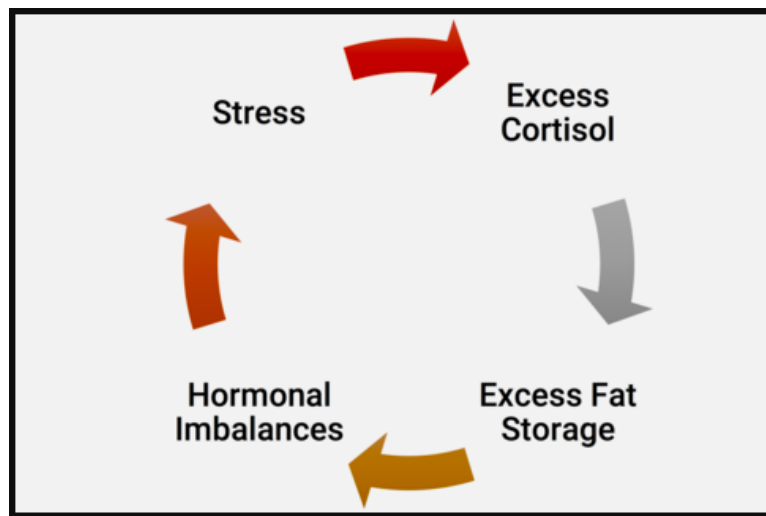 Stress
Excess
Cortisol
Excess Fat
Storage
Hormonal
Imbalances